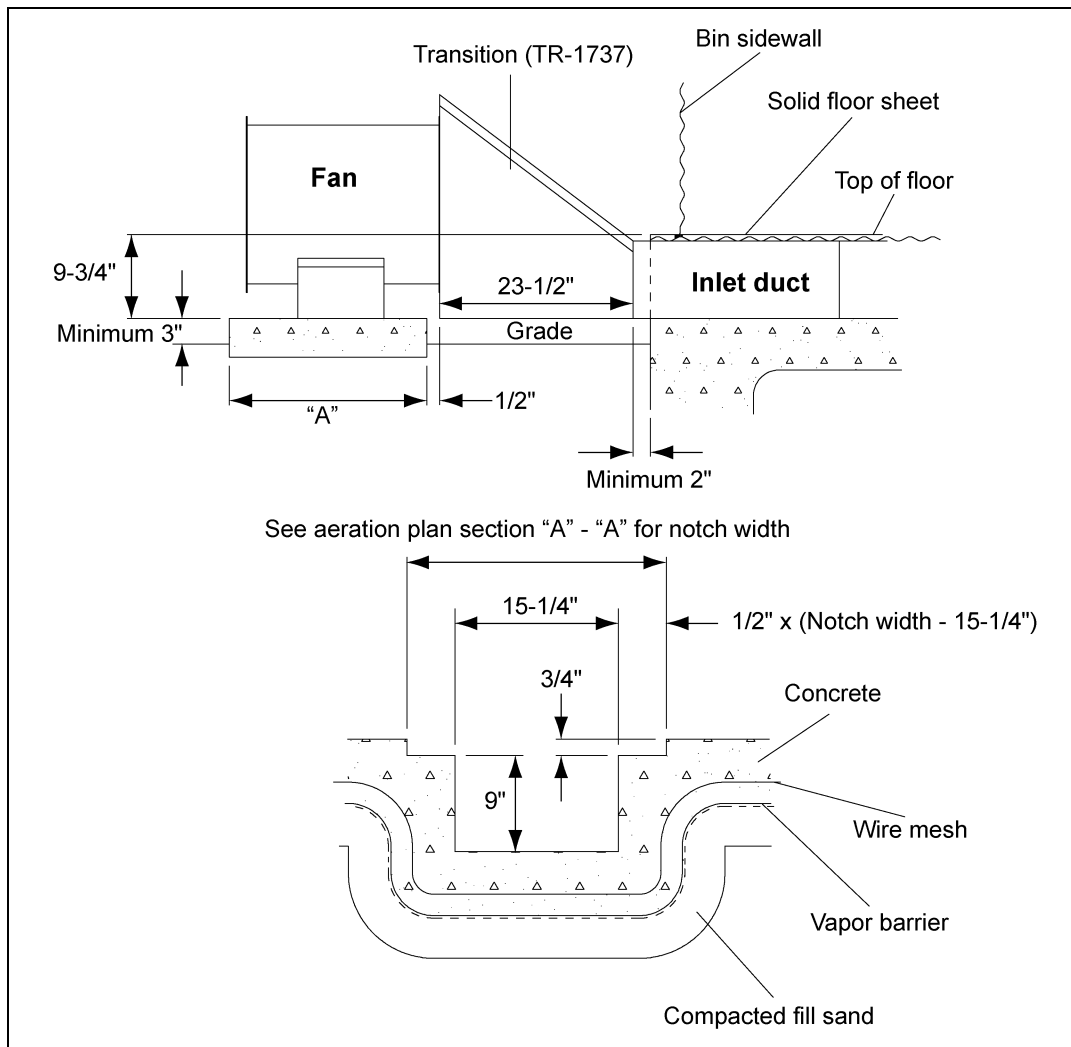 Bin sidewall
Transition (TR-1737)
Solid floor sheet
Top of floor
Fan
9-3/4"
23-1/2"
Inlet duct
Minimum 3"
Grade
“A”
1/2"
Minimum 2"
See aeration plan section “A” - “A” for notch width
15-1/4"
1/2" x (Notch width - 15-1/4")
3/4"
Concrete
9"
Wire mesh
Vapor barrier
Compacted fill sand